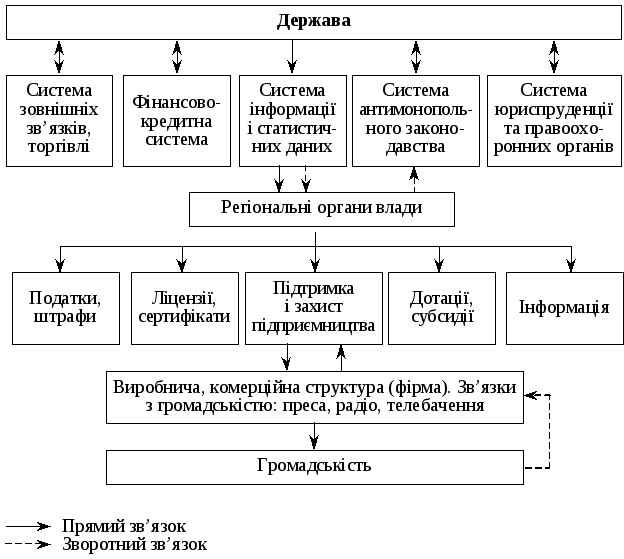 Держава
Система
зовнішніх
зв’язків,
торгівлі
Фінансово-
кредитна
система
Система
інформації
і статистич-
них даних
Система
антимонополь-
ного законо-
давства
Система
юриспруденції
та правоохо-
ронних органів
Регіональні органи влади
Податки,
штрафи
Ліцензії,
сертифікати
Підтримка
і захист
підприємництва
Дотації,
субсидії
Інформація
Виробнича, комерційна структура (фірма). Зв’язки
з громадськістю: преса, радіо, телебачення
Громадськість
Прямий зв’язок
Зворотний зв’язок